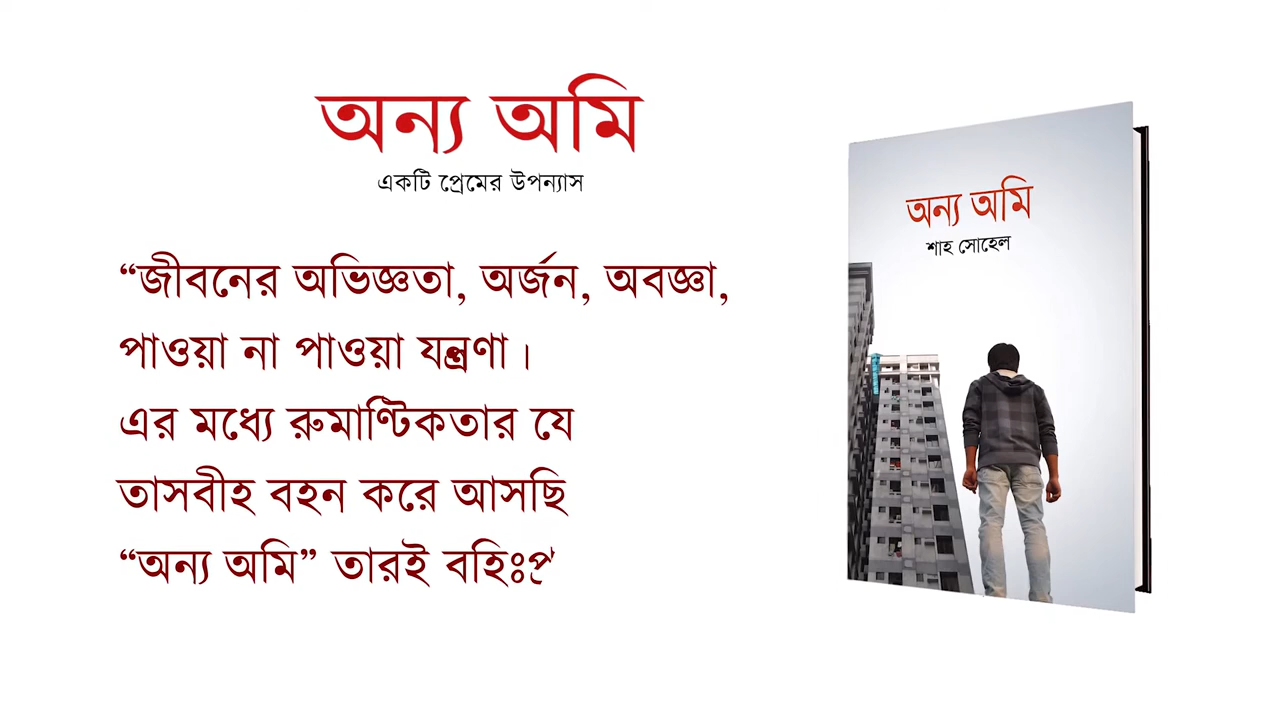 অন্য অমি
একটি প্রেমের উপন্যাস
“জীবনের অভিজ্ঞতা, অর্জন, অবজ্ঞা,
পাওয়া না পাওয়া যন্ত্রণা।
এর মধ্যে রুমাণ্টিকতার যে
তাসবীহ বহন করে আসছি
“অন্য অমি” তারই
অন্য অমি
শাহ সোহেল